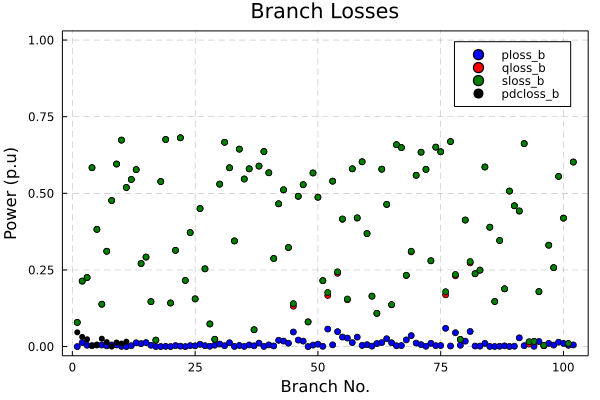 Branch Losses
1.00
0.75
0.50
0.25
0.00
Power (p.u)
ploss_b
qloss_b
sloss_b
pdcloss_b
0 25 50 75 100
Branch No.